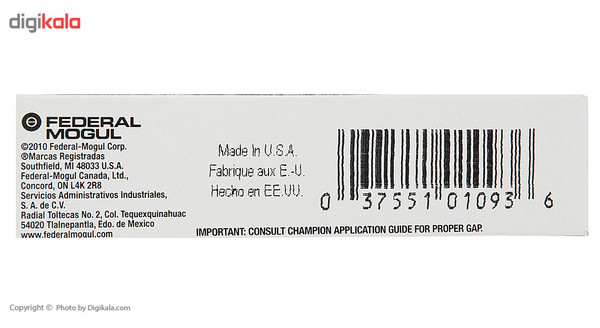 digikala
FEDERAL
MOGUL
©2010 Federal-Mogul Corp.
®Marcas Registradas
Southfield, MI 48033 U.S.A.
Federal-Mogul Canada, Ltd.,
Concord, ON L4K 2R8
Servicios Administrativos Industriales,
S. A. de C.V.
Radial Toltecas No. 2, Col. Tequexquinahuac
54020 Tlalnepantla, Edo. de Mexico
www.federalmogul.com
Made In U.S.A.
Fabrique aux E.-U.
Hecho en EE.UU.
0 37551 01093 6
IMPORTANT: CONSULT CHAMPION APPLICATION GUIDE FOR PROPER GAP.
Copyright © Photo by Digikala.com